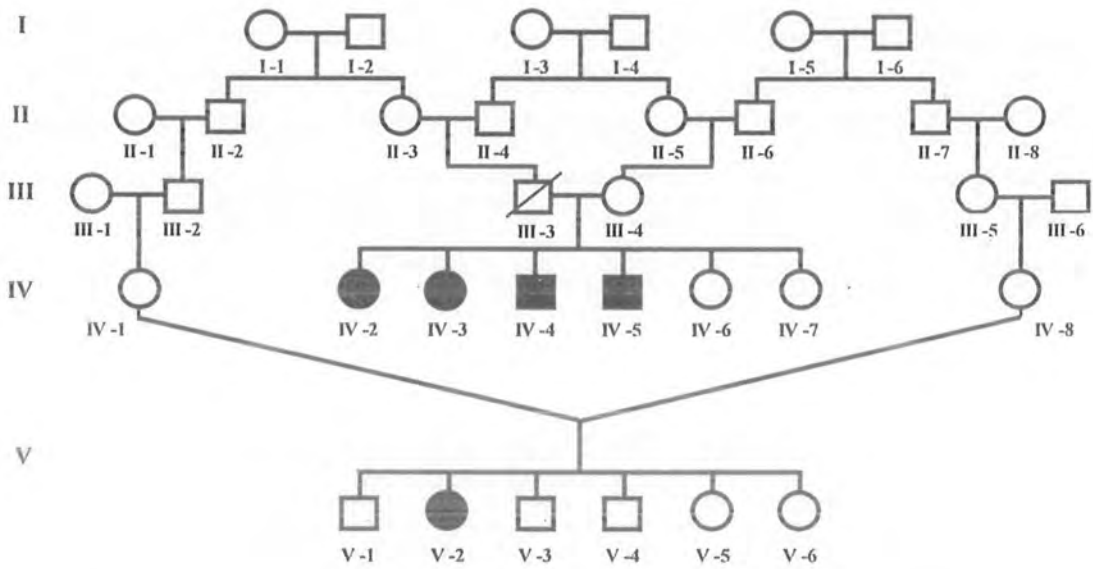 I
I -1 I -2 I -3 I -4 I -5 I -6
II
II -1 II -2 II -3 II -4 II -5 II -6 II -7 II -8
III
III -1 III -2 III -3 III -4 III -5 III -6
IV
IV -1 IV -2 IV -3 IV -4 IV -5 IV -6 IV -7 IV -8
V
V -1 V -2 V -3 V -4 V -5 V -6